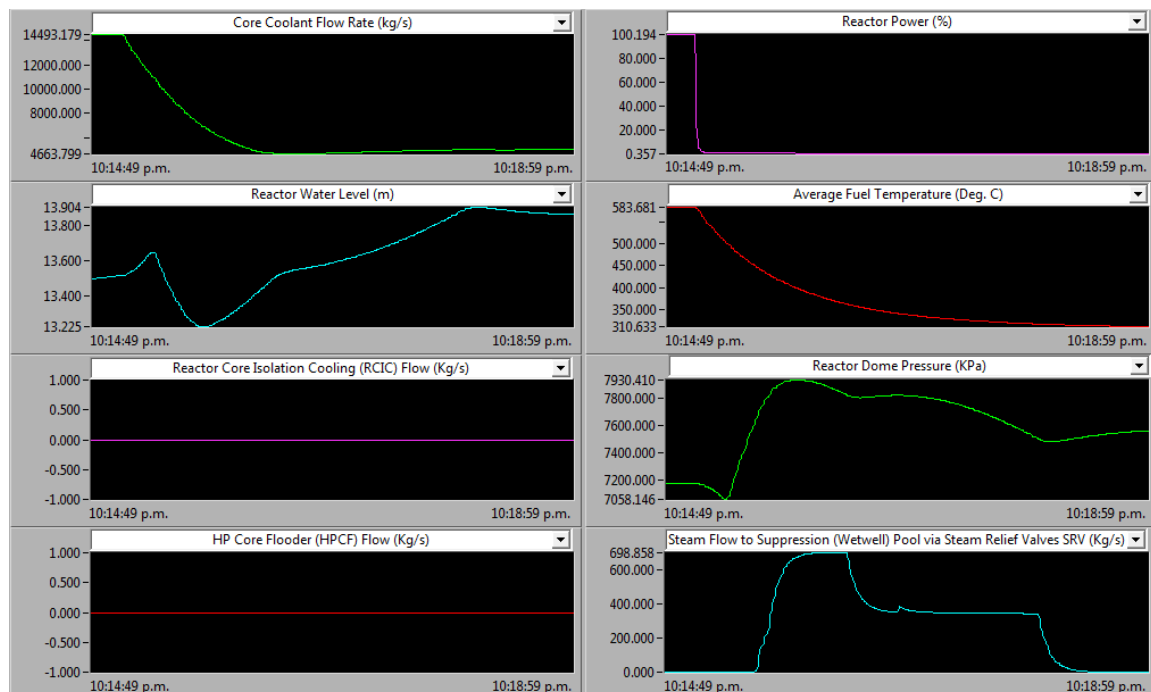 Core Coolant Flow Rate (kg/s)
14493.179
12000.000
10000.000
8000.000
4663.799
10:14:49 p.m. 10:18:59 p.m.
Reactor Power (%)
100.194
80.000
60.000
40.000
20.000
0.357
10:14:49 p.m. 10:18:59 p.m.
Reactor Water Level (m)
13.904
13.800
13.600
13.400
13.225
10:14:49 p.m. 10:18:59 p.m.
Average Fuel Temperature (Deg. C)
583.681
500.000
450.000
400.000
350.000
310.633
10:14:49 p.m. 10:18:59 p.m.
Reactor Core Isolation Cooling (RCIC) Flow (Kg/s)
1.000
0.500
0.000
-0.500
-1.000
10:14:49 p.m. 10:18:59 p.m.
Reactor Dome Pressure (KPa)
7930.410
7800.000
7600.000
7400.000
7200.000
7058.146
10:14:49 p.m. 10:18:59 p.m.
HP Core Flooder (HPCF) Flow (Kg/s)
1.000
0.500
0.000
-0.500
-1.000
10:14:49 p.m. 10:18:59 p.m.
Steam Flow to Suppression (Wetwell) Pool via Steam Relief Valves SRV (Kg/s)
698.858
600.000
400.000
200.000
0.000
10:14:49 p.m. 10:18:59 p.m.